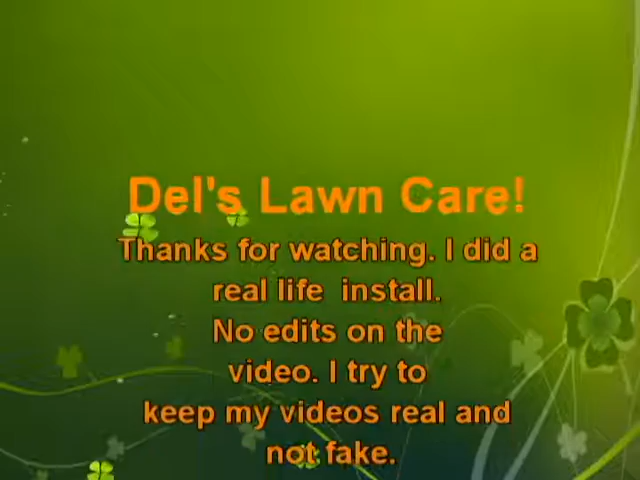 Del's Lawn Care!
Thanks for watching. I did a
real life install.
No edits on the
video. I try to
keep my videos real and
not fake.